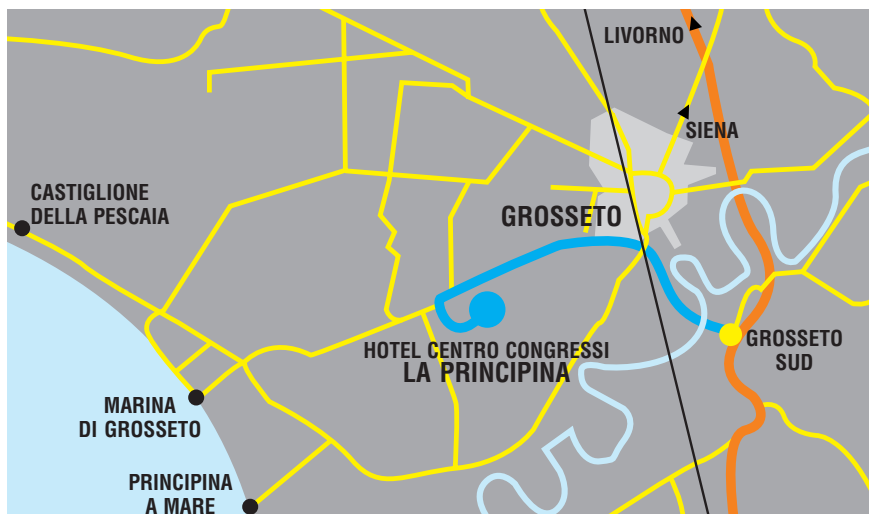 LIVORNO
SIENA
CASTIGLIONE
DELLA PESCAIA
GROSSETO
HOTEL CENTRO CONGRESSI
LA PRINCIPINA
GROSSETO
SUD
MARINA
DI GROSSETO
PRINCIPINA
A MARE